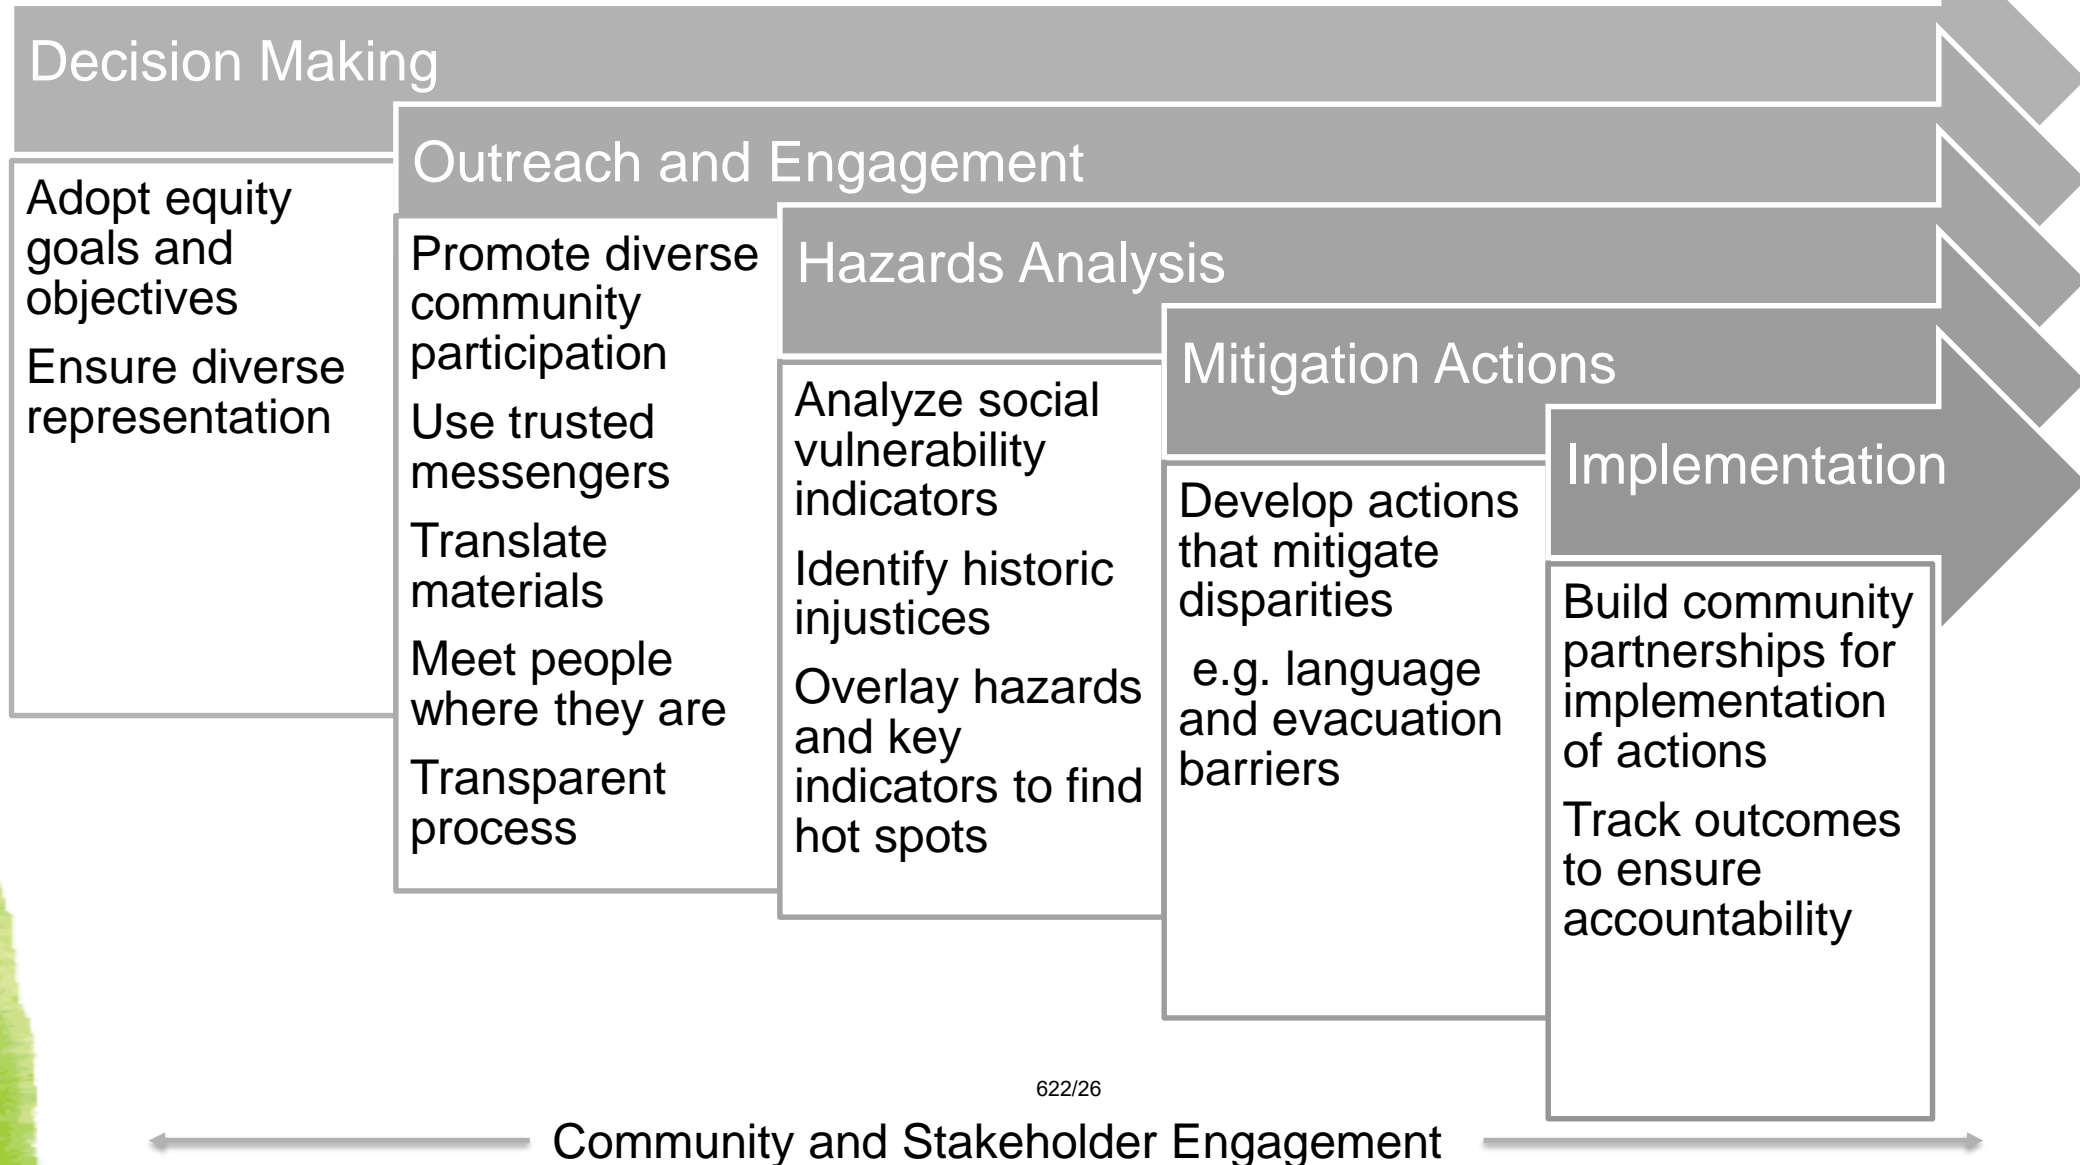 Decision Making
Adopt equity
goals and
objectives
Ensure diverse
representation
Outreach and Engagement
Promote diverse
community
participation
Use trusted
messengers
Translate
materials
Meet people
where they are
Transparent
process
Hazards Analysis
Analyze social
vulnerability
indicators
Identify historic
injustices
Overlay hazards
and key
indicators to find
hot spots
Mitigation Actions
Develop actions
that mitigate
disparities
e.g. language
and evacuation
barriers
Implementation
Build community
partnerships for
implementation
of actions
Track outcomes
to ensure
accountability
622/26
Community and Stakeholder Engagement